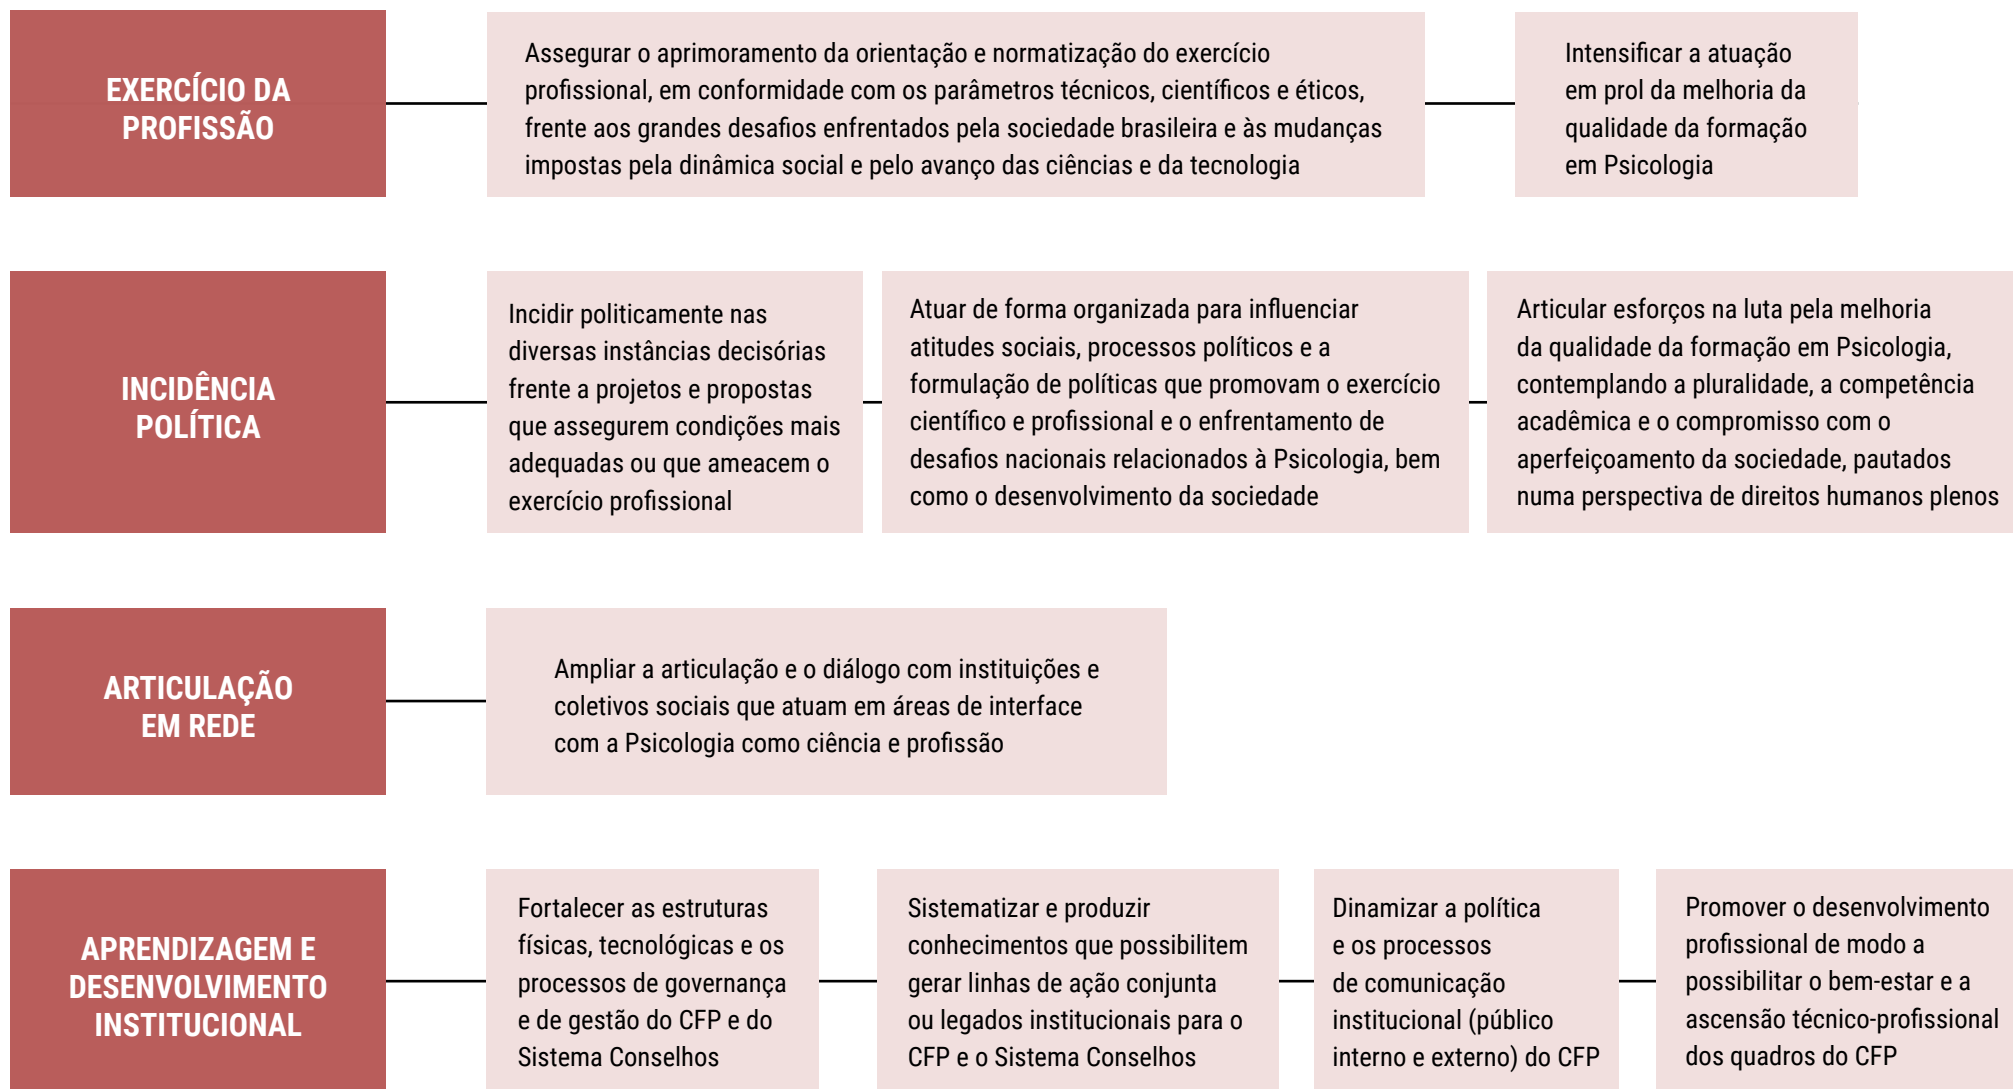 EXERCÍCIO DA
PROFISSÃO
Assegurar o aprimoramento da orientação e normatização do exercício
profissional, em conformidade com os parâmetros técnicos, científicos e éticos,
frente aos grandes desafios enfrentados pela sociedade brasileira e às mudanças
impostas pela dinâmica social e pelo avanço das ciências e da tecnologia
Intensificar a atuação
em prol da melhoria da
qualidade da formação
em Psicologia
INCIDÊNCIA
POLÍTICA
Incidir politicamente nas
diversas instâncias decisórias
frente a projetos e propostas
que assegurem condições mais
adequadas ou que ameacem o
exercício profissional
Atuar de forma organizada para influenciar
atitudes sociais, processos políticos e a
formulação de políticas que promovam o exercício
científico e profissional e o enfrentamento de
desafios nacionais relacionados à Psicologia, bem
como o desenvolvimento da sociedade
Articular esforços na luta pela melhoria
da qualidade da formação em Psicologia,
contemplando a pluralidade, a competência
acadêmica e o compromisso com o
aperfeiçoamento da sociedade, pautados
numa perspectiva de direitos humanos plenos
ARTICULAÇÃO
EM REDE
Ampliar a articulação e o diálogo com instituições e
coletivos sociais que atuam em áreas de interface
com a Psicologia como ciência e profissão
APRENDIZAGEM E
DESENVOLVIMENTO
INSTITUCIONAL
Fortalecer as estruturas
físicas, tecnológicas e os
processos de governança
e de gestão do CFP e do
Sistema Conselhos
Sistematizar e produzir
conhecimentos que possibilitem
gerar linhas de ação conjunta
ou legados institucionais para o
CFP e o Sistema Conselhos
Dinamizar a política
e os processos
de comunicação
institucional (público
interno e externo) do CFP
Promover o desenvolvimento
profissional de modo a
possibilitar o bem-estar e a
ascensão técnico-profissional
dos quadros do CFP